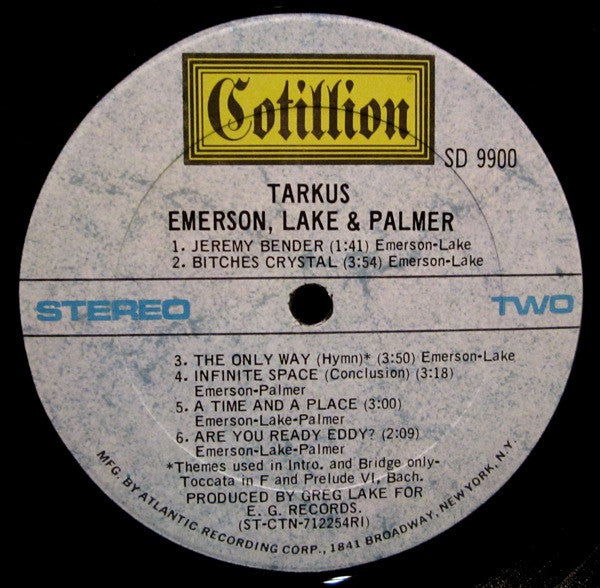 Cotillion
®
SD 9900
TARKUS
EMERSON, LAKE & PALMER
1. JEREMY BENDER (1:41) Emerson-Lake
2. BITCHES CRYSTAL (3:54) Emerson-Lake
STEREO TWO
3. THE ONLY WAY (Hymn)* (3:50) Emerson-Lake
4. INFINITE SPACE (Conclusion) (3:18)
Emerson-Palmer
5. A TIME AND A PLACE (3:00)
Emerson-Lake-Palmer
6. ARE YOU READY EDDY? (2:09)
Emerson-Lake-Palmer
*Themes used in Intro. and Bridge only-
Toccata in F and Prelude VI, Bach.
PRODUCED BY GREG LAKE FOR
E. G. RECORDS.
(ST-CTN-712254RI)
MFG. BY ATLANTIC RECORDING CORP., 1841 BROADWAY, NEW YORK, N.Y.